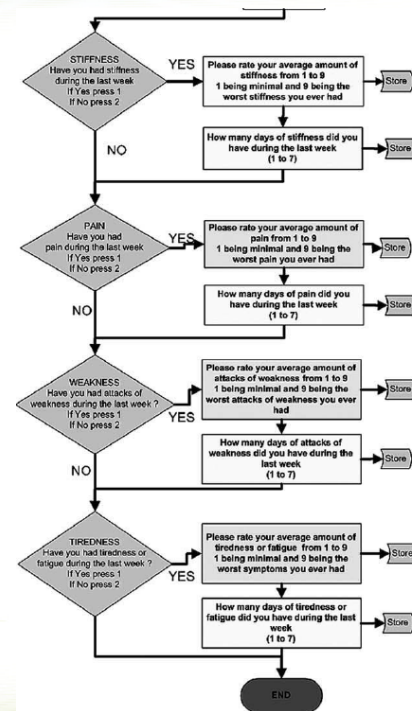 STIFFNESS
Have you had stiffness
during the last week
If Yes press 1
If No press 2
YES
Please rate your average amount of
stiffness from 1 to 9
1 being minimal and 9 being the
worst stiffness you ever had
Store
How many days of stiffness did you
have during the last week
(1 to 7)
Store
NO
PAIN
Have you had
pain during the last week
If Yes press 1
If No press 2
YES
Please rate your average amount of
pain from 1 to 9
1 being minimal and 9 being the
worst pain you ever had
Store
How many days of pain did you
have during the last week
(1 to 7)
Store
NO
WEAKNESS
Have you had attacks of
weakness during the last week ?
If Yes press 1
If No press 2
YES
Please rate your average amount of
attacks of weakness from 1 to 9
1 being minimal and 9 being the
worst attacks of weakness you ever
had
Store
How many days of attacks of
weakness did you have during the
last week
(1 to 7)
Store
NO
TIREDNESS
Have you had tiredness or
fatigue during the last week ?
If Yes press 1
If No press 2
YES
Please rate your average amount of
tiredness or fatigue from 1 to 9
1 being minimal and 9 being the
worst symptoms you ever had
Store
How many days of tiredness or
fatigue did you have during the last
week
(1 to 7)
Store
END